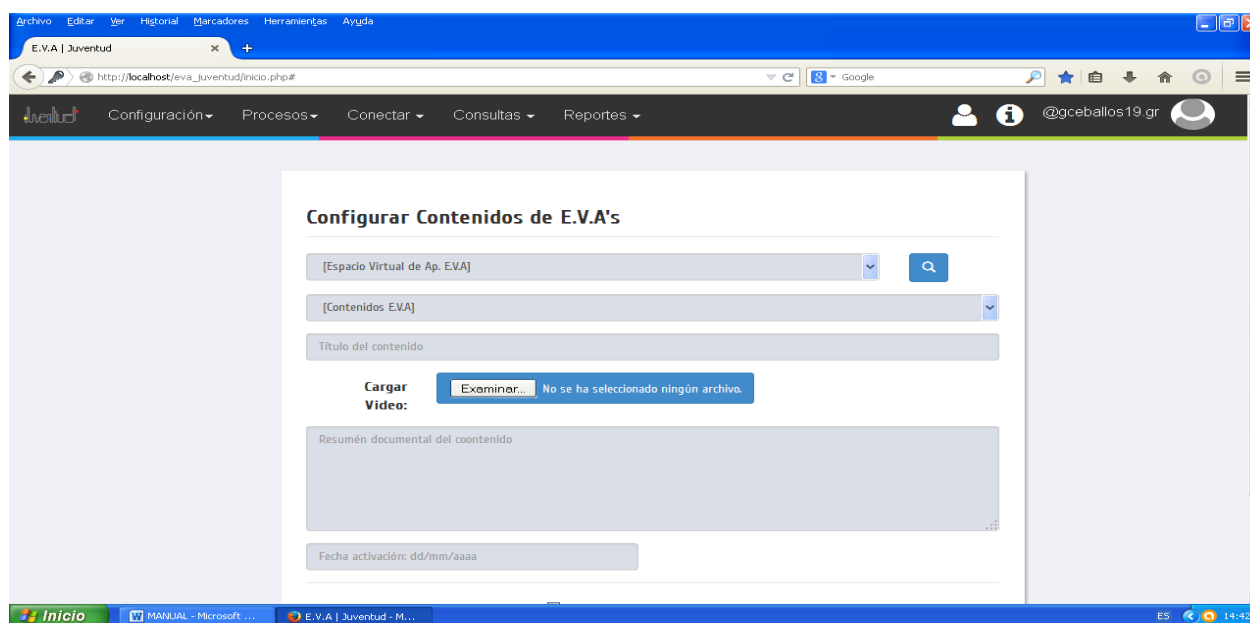 Archivo Editar Ver Historial Marcadores Herramientas Ayuda
E.V.A | Juventud
http://localhost/eva_juventud/inicio.php#
Google
Juventud Configuración Procesos Conectar Consultas Reportes @gceballos19.gr
Configurar Contenidos de E.V.A's
[Espacio Virtual de Ap. E.V.A]
[Contenidos E.V.A]
Título del contenido
Cargar
Video:
Examinar... No se ha seleccionado ningún archivo.
Resumén documental del coontenido
Fecha activación: dd/mm/aaaa
Inicio MANUAL - Microsoft ... E.V.A | Juventud - M... ES 14:42